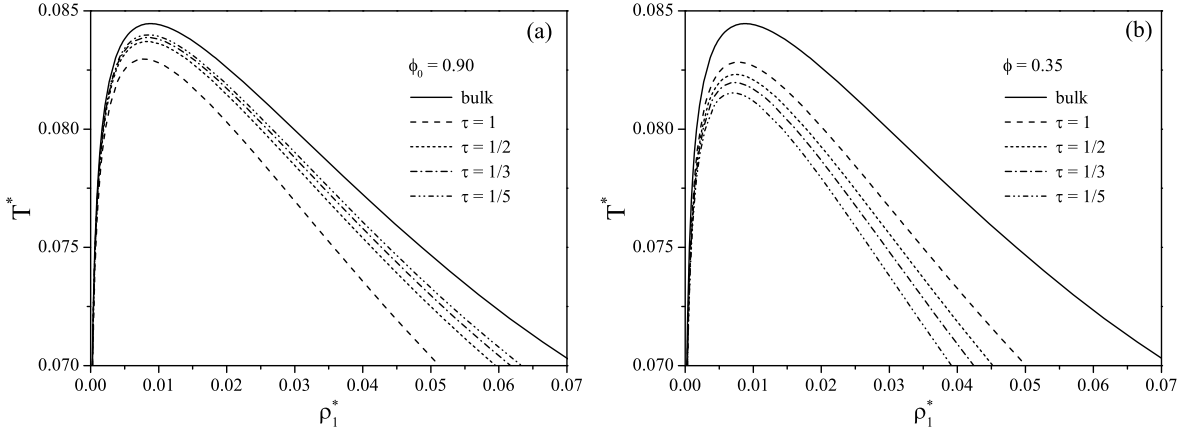 (a)
ϕ₀ = 0.90
bulk
τ = 1
τ = 1/2
τ = 1/3
τ = 1/5
T*
0.085
0.080
0.075
0.070
0.00 0.01 0.02 0.03 0.04 0.05 0.06 0.07
ρ₁*
(b)
ϕ = 0.35
bulk
τ = 1
τ = 1/2
τ = 1/3
τ = 1/5
T*
0.085
0.080
0.075
0.070
0.00 0.01 0.02 0.03 0.04 0.05 0.06 0.07
ρ₁*